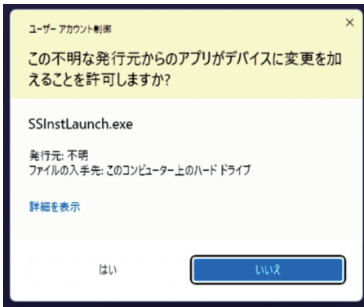 ユーザー アカウント制御
×
この不明な発行元からのアプリがデバイスに変更を加
えることを許可しますか?
SSInstLaunch.exe
発行元: 不明
ファイルの入手先: このコンピューター上のハード ドライブ
詳細を表示
はい
いいえ